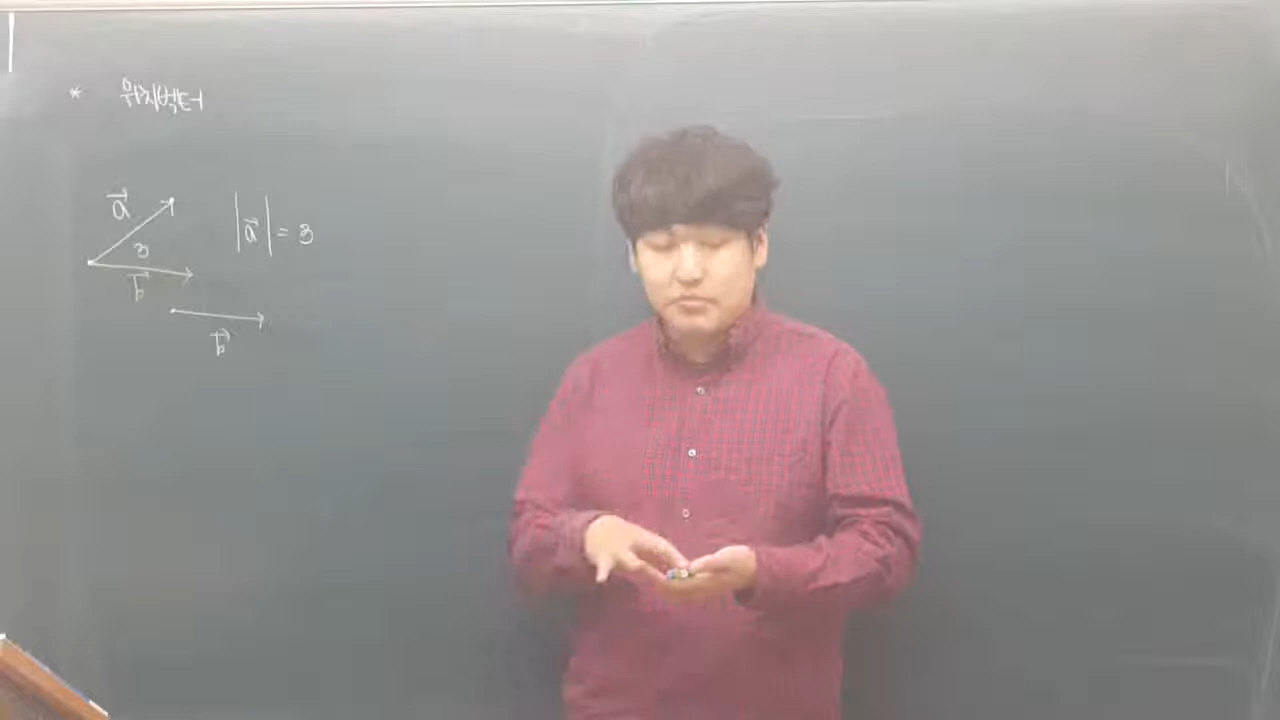 * 위치벡터
a⃗
|a⃗| = 3
3
b⃗
b⃗